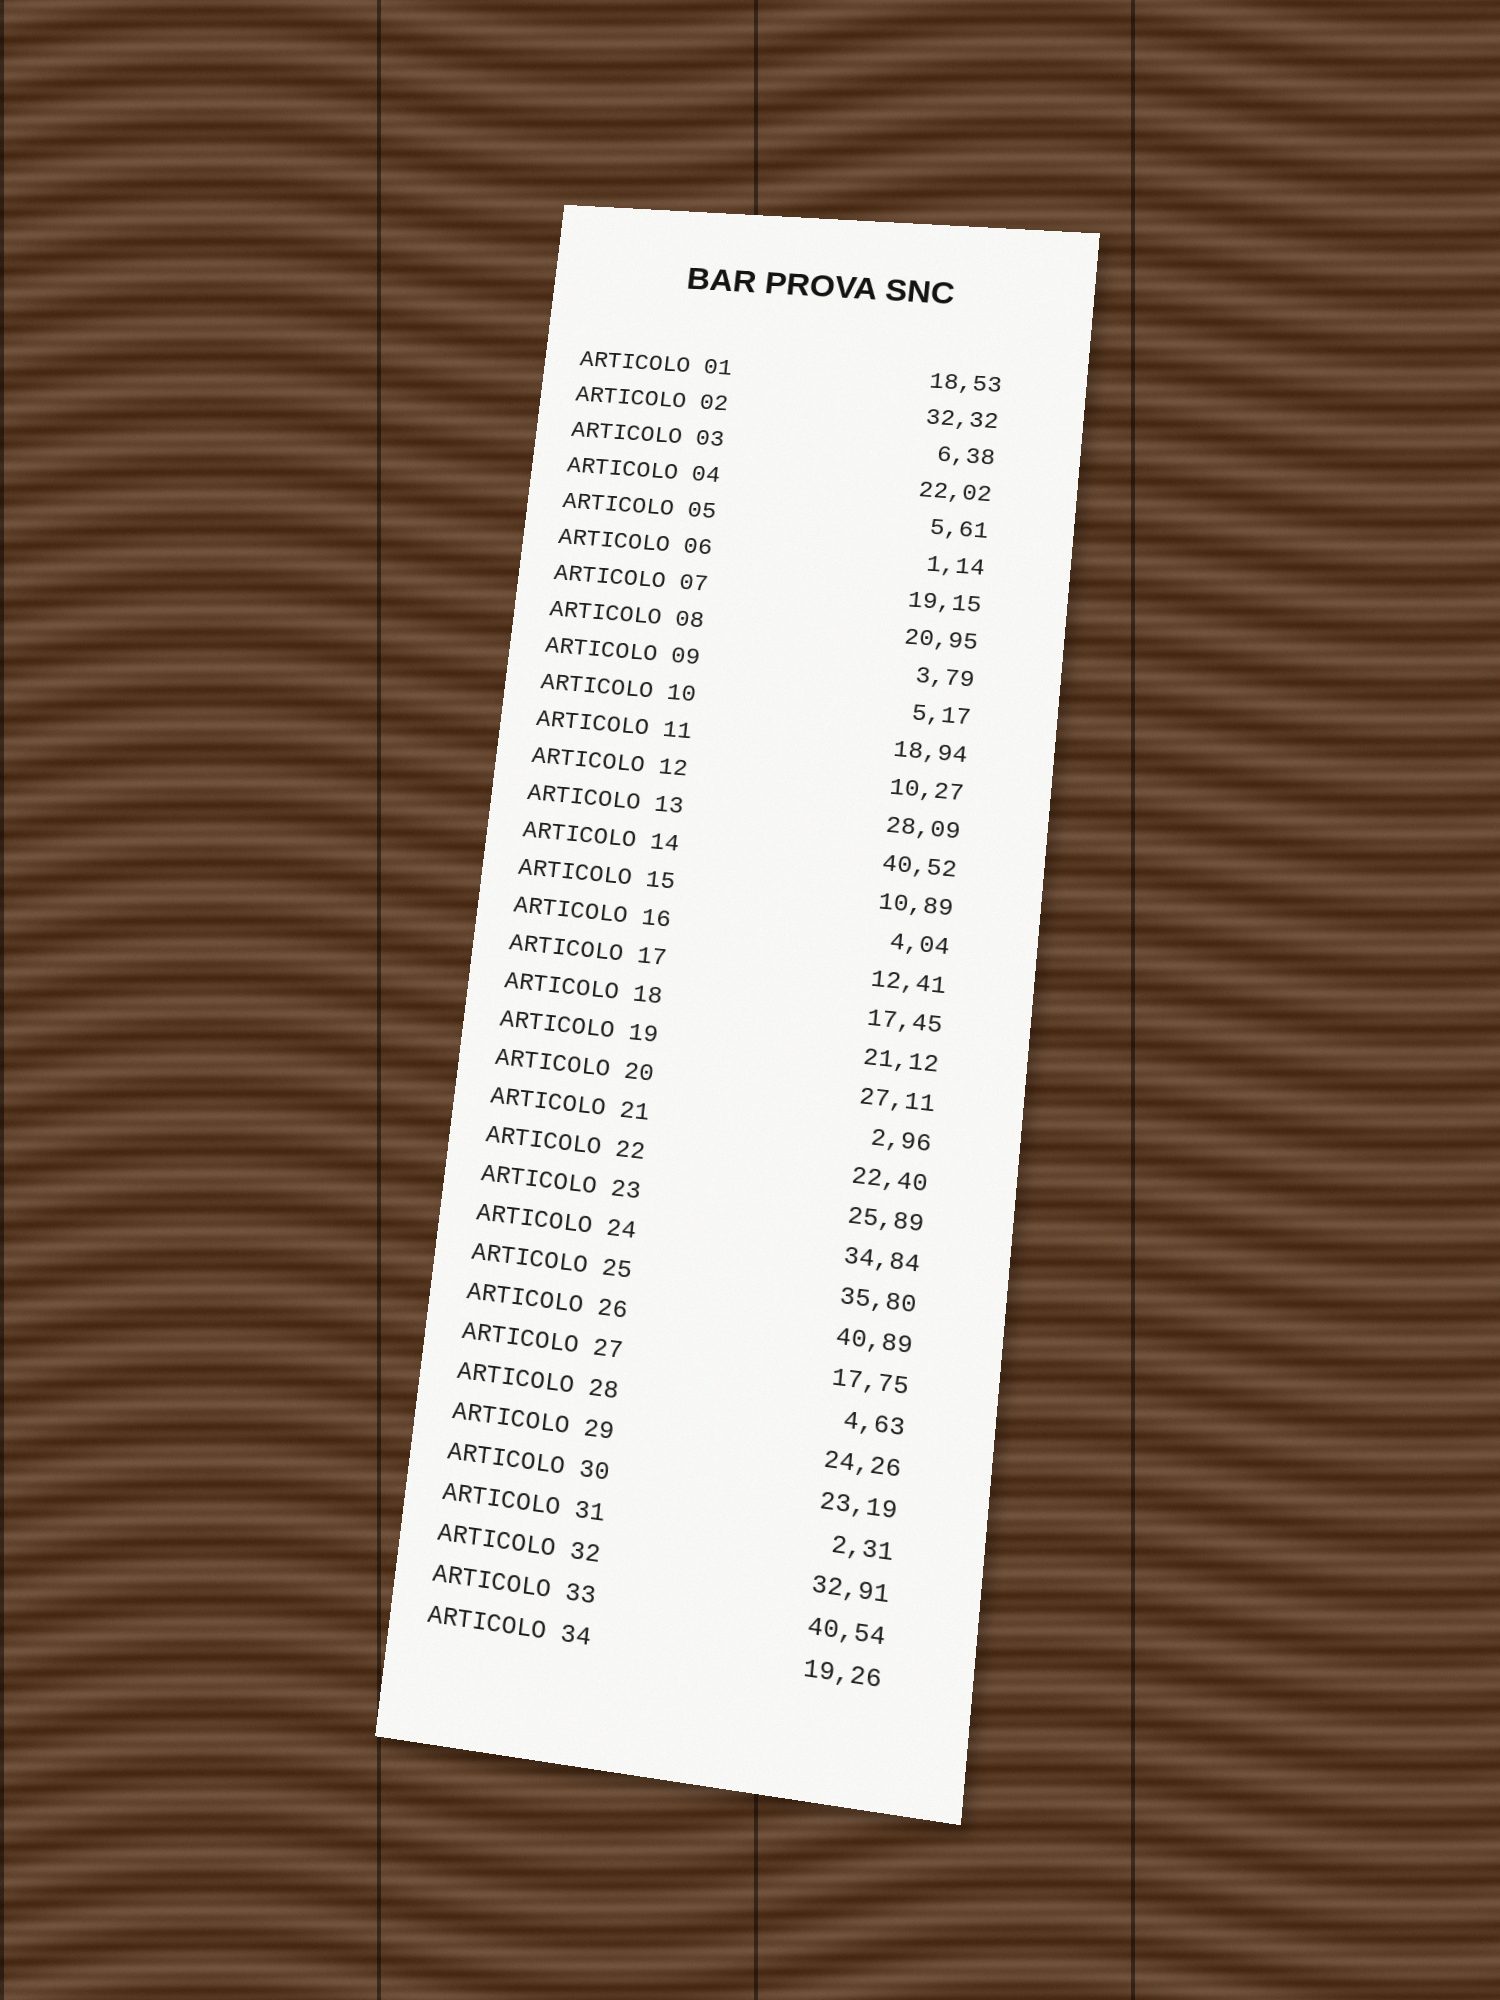 BAR PROVA SNC
ARTICOLO 01 18,53
ARTICOLO 02 32,32
ARTICOLO 03 6,38
ARTICOLO 04 22,02
ARTICOLO 05 5,61
ARTICOLO 06 1,14
ARTICOLO 07 19,15
ARTICOLO 08 20,95
ARTICOLO 09 3,79
ARTICOLO 10 5,17
ARTICOLO 11 18,94
ARTICOLO 12 10,27
ARTICOLO 13 28,09
ARTICOLO 14 40,52
ARTICOLO 15 10,89
ARTICOLO 16 4,04
ARTICOLO 17 12,41
ARTICOLO 18 17,45
ARTICOLO 19 21,12
ARTICOLO 20 27,11
ARTICOLO 21 2,96
ARTICOLO 22 22,40
ARTICOLO 23 25,89
ARTICOLO 24 34,84
ARTICOLO 25 35,80
ARTICOLO 26 40,89
ARTICOLO 27 17,75
ARTICOLO 28 4,63
ARTICOLO 29 24,26
ARTICOLO 30 23,19
ARTICOLO 31 2,31
ARTICOLO 32 32,91
ARTICOLO 33 40,54
ARTICOLO 34 19,26